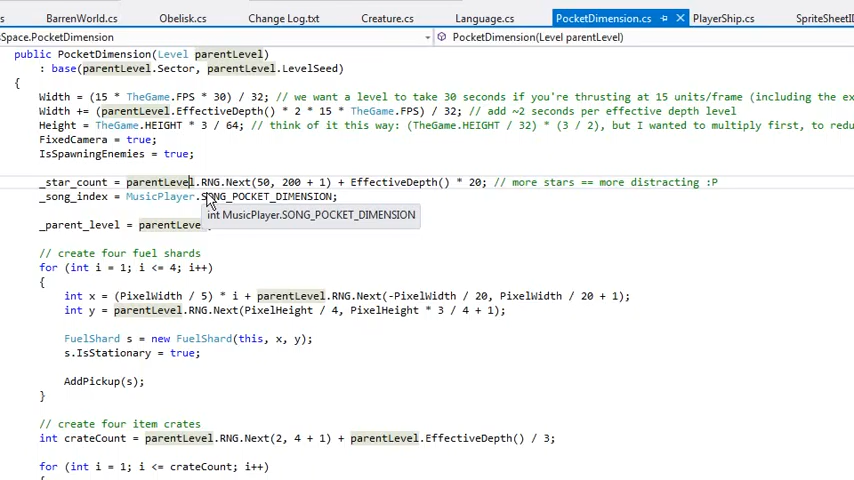 s BarrenWorld.cs Obelisk.cs Change Log.txt Creature.cs Language.cs PocketDimension.cs PlayerShip.cs SpriteSheetI
sSpace.PocketDimension PocketDimension(Level parentLevel)
public PocketDimension(Level parentLevel)
: base(parentLevel.Sector, parentLevel.LevelSeed)
{
Width = (15 * TheGame.FPS * 30) / 32; // we want a level to take 30 seconds if you're thrusting at 15 units/frame (including the ex
Width += (parentLevel.EffectiveDepth() * 2 * 15 * TheGame.FPS) / 32; // add ~2 seconds per effective depth level
Height = TheGame.HEIGHT * 3 / 64; // think of it this way: (TheGame.HEIGHT / 32) * (3 / 2), but I wanted to multiply first, to redu
FixedCamera = true;
IsSpawningEnemies = true;
_star_count = parentLevel.RNG.Next(50, 200 + 1) + EffectiveDepth() * 20; // more stars == more distracting :P
_song_index = MusicPlayer.SONG_POCKET_DIMENSION;
int MusicPlayer.SONG_POCKET_DIMENSION
_parent_level = parentLevel;
// create four fuel shards
for (int i = 1; i <= 4; i++)
{
int x = (PixelWidth / 5) * i + parentLevel.RNG.Next(-PixelWidth / 20, PixelWidth / 20 + 1);
int y = parentLevel.RNG.Next(PixelHeight / 4, PixelHeight * 3 / 4 + 1);
FuelShard s = new FuelShard(this, x, y);
s.IsStationary = true;
AddPickup(s);
}
// create four item crates
int crateCount = parentLevel.RNG.Next(2, 4 + 1) + parentLevel.EffectiveDepth() / 3;
for (int i = 1; i <= crateCount; i++)